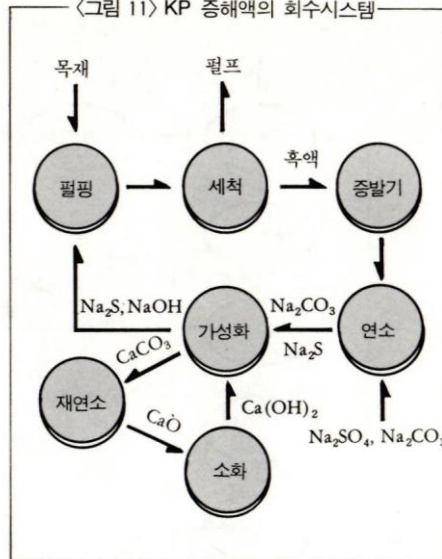 〈그림 11〉 KP 증해액의 회수시스템
목재
펄프
펄핑
세척
흑액
증발기
Na₂S, NaOH
가성화
Na₂CO₃
Na₂S
연소
CaCO₃
재연소
CaO
Ca(OH)₂
소화
Na₂SO₄, Na₂CO₃